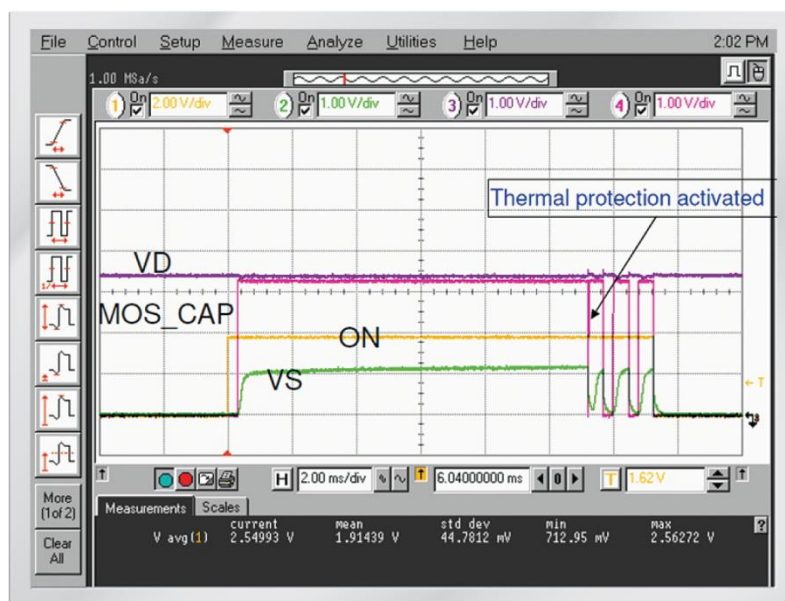 File Control Setup Measure Analyze Utilities Help 2:02 PM
1.00 MSa/s
1 On 2.00 V/div 2 On 1.00 V/div 3 On 1.00 V/div 4 On 1.00 V/div
Thermal protection activated
VD
MOS_CAP
ON
VS
T
H 2.00 ms/div 6.04000000 ms 0 T 1.62 V
More
(1of 2)
Clear
All
Measurements Scales
current mean std dev min max
V avg(1) 2.54993 V 1.91439 V 44.7812 mV 712.95 mV 2.56272 V
?